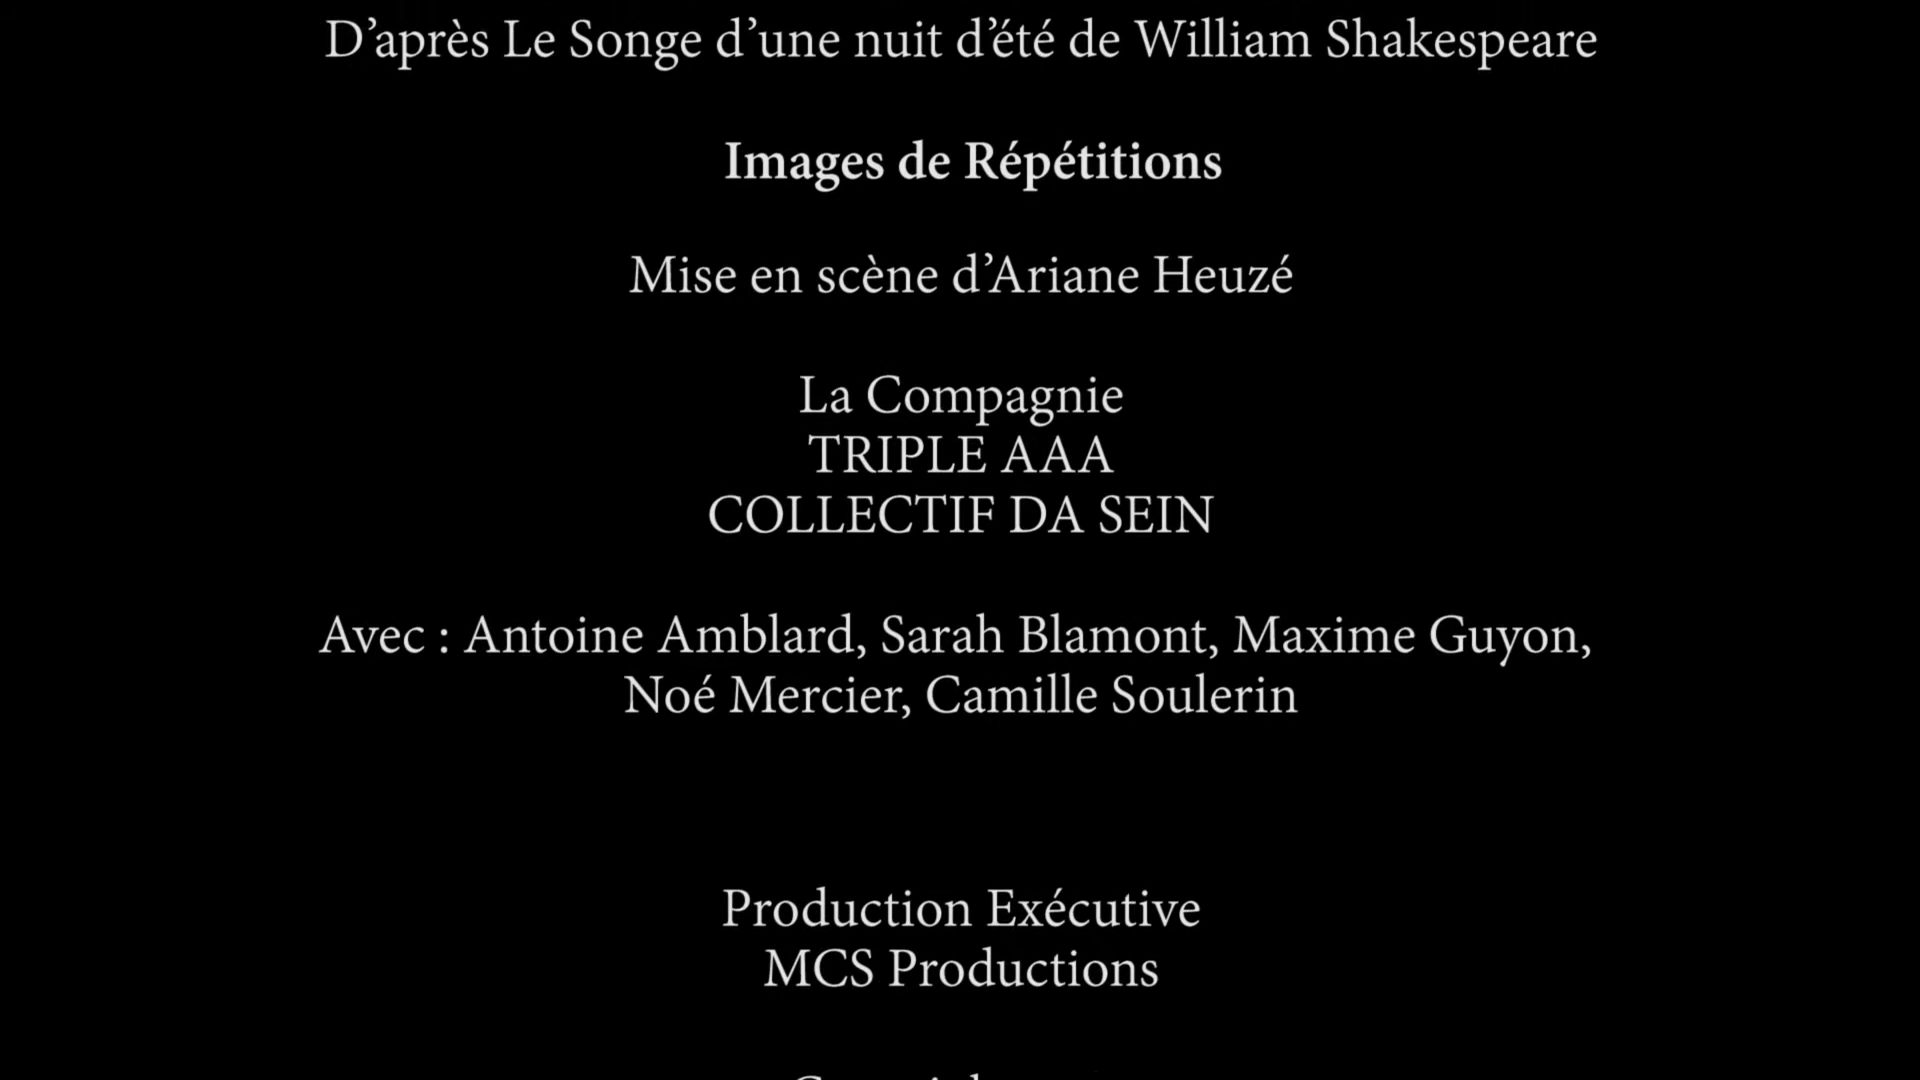 D’après Le Songe d’une nuit d’été de William Shakespeare
Images de Répétitions
Mise en scène d’Ariane Heuzé
La Compagnie
TRIPLE AAA
COLLECTIF DA SEIN
Avec : Antoine Amblard, Sarah Blamont, Maxime Guyon,
Noé Mercier, Camille Soulerin
Production Exécutive
MCS Productions